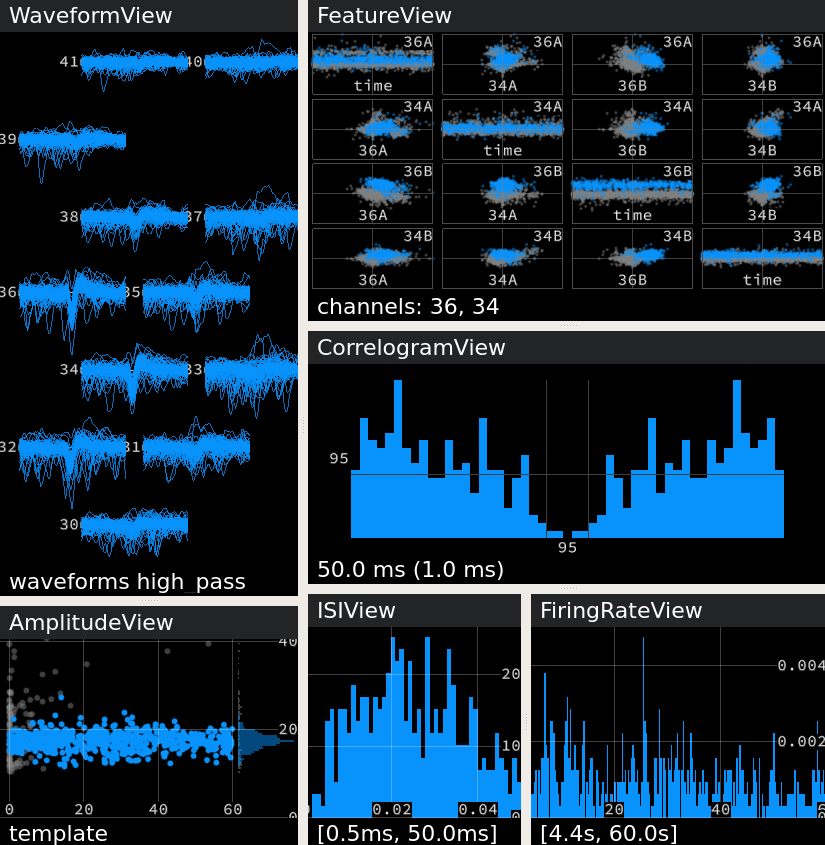 WaveformView
41 40
39
38 37
36 35
34 33
32 31
30
waveforms high_pass
AmplitudeView
40
20
0 20 40 60 0
template
FeatureView
36A 36A 36A 36A
time 34A 36B 34B
34A 34A 34A 34A
36A time 36B 34B
36B 36B 36B 36B
36A 34A time 34B
34B 34B 34B 34B
36A 34A 36B time
channels: 36, 34
CorrelogramView
95
95
50.0 ms (1.0 ms)
ISIView
20
10
0.02 0.04 0
[0.5ms, 50.0ms]
FiringRateView
0.004
0.002
20 40
[4.4s, 60.0s]